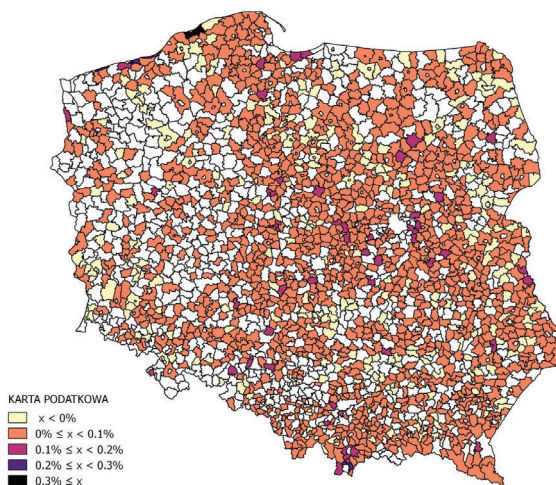 KARTA PODATKOWA
x < 0%
0% ≤ x < 0.1%
0.1% ≤ x < 0.2%
0.2% ≤ x < 0.3%
0.3% ≤ x